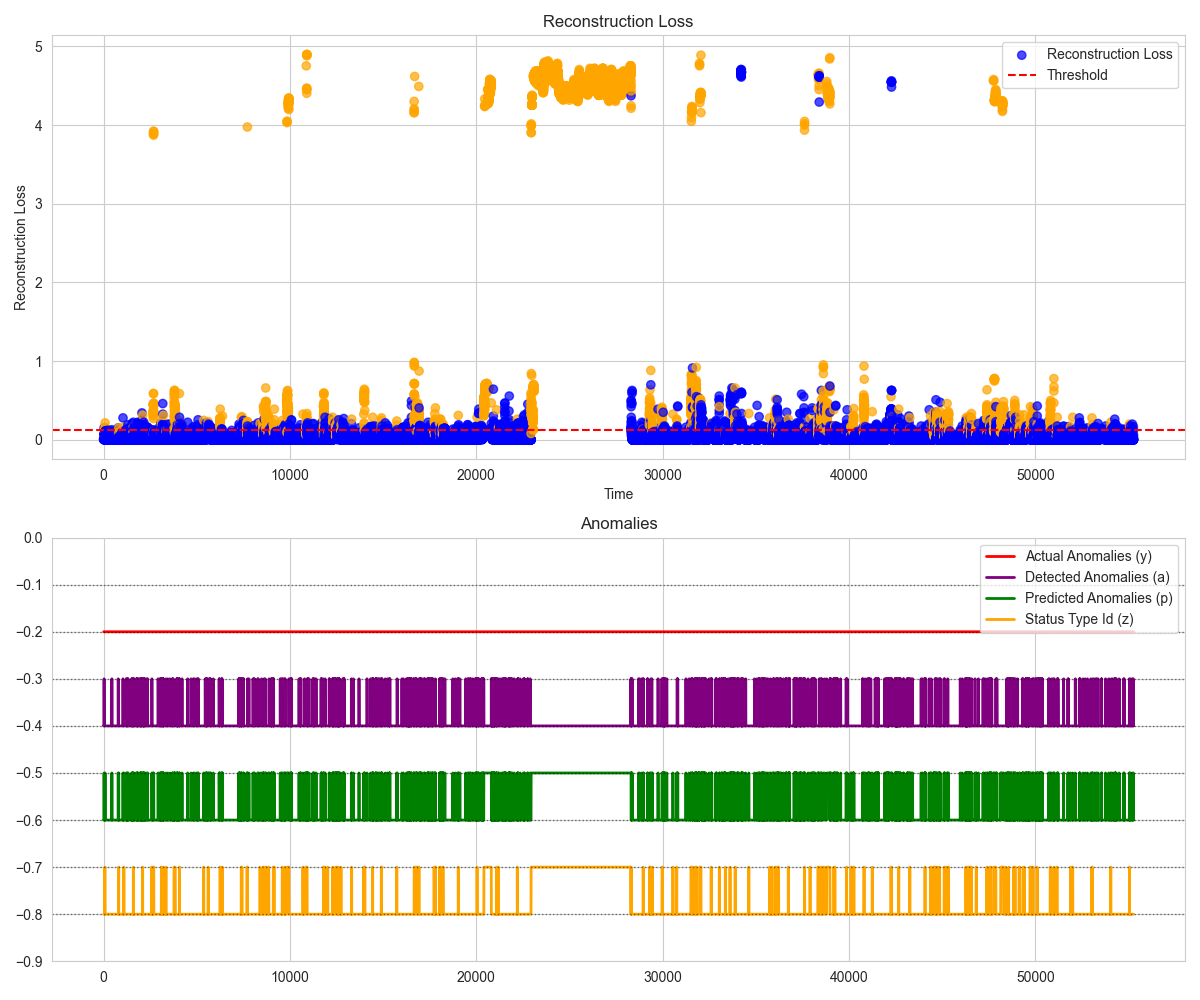 Reconstruction Loss
5
4
3
2
1
0
Reconstruction Loss
Reconstruction Loss
Threshold
0 10000 20000 30000 40000 50000
Time
Anomalies
0.0
−0.1
−0.2
−0.3
−0.4
−0.5
−0.6
−0.7
−0.8
−0.9
Actual Anomalies (y)
Detected Anomalies (a)
Predicted Anomalies (p)
Status Type Id (z)
0 10000 20000 30000 40000 50000